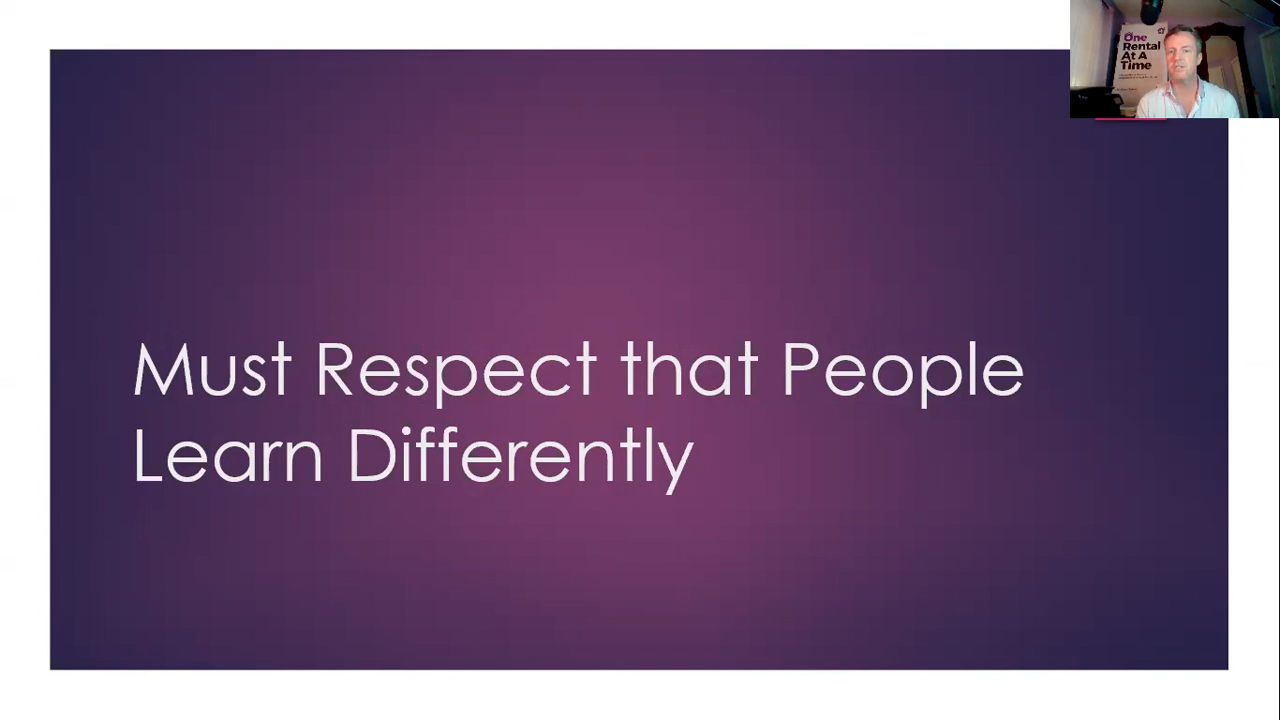 Must Respect that People
Learn Differently
One
Rental
At A
Time